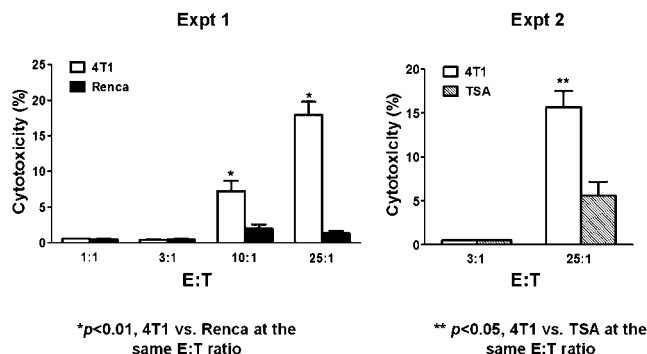 Expt 1
Expt 2
25
20
15
10
5
0
Cytotoxicity (%)
4T1
Renca
*
*
1:1 3:1 10:1 25:1
E:T
*p<0.01, 4T1 vs. Renca at the
same E:T ratio
20
15
10
5
0
Cytotoxicity (%)
4T1
TSA
**
3:1 25:1
E:T
** p<0.05, 4T1 vs. TSA at the
same E:T ratio